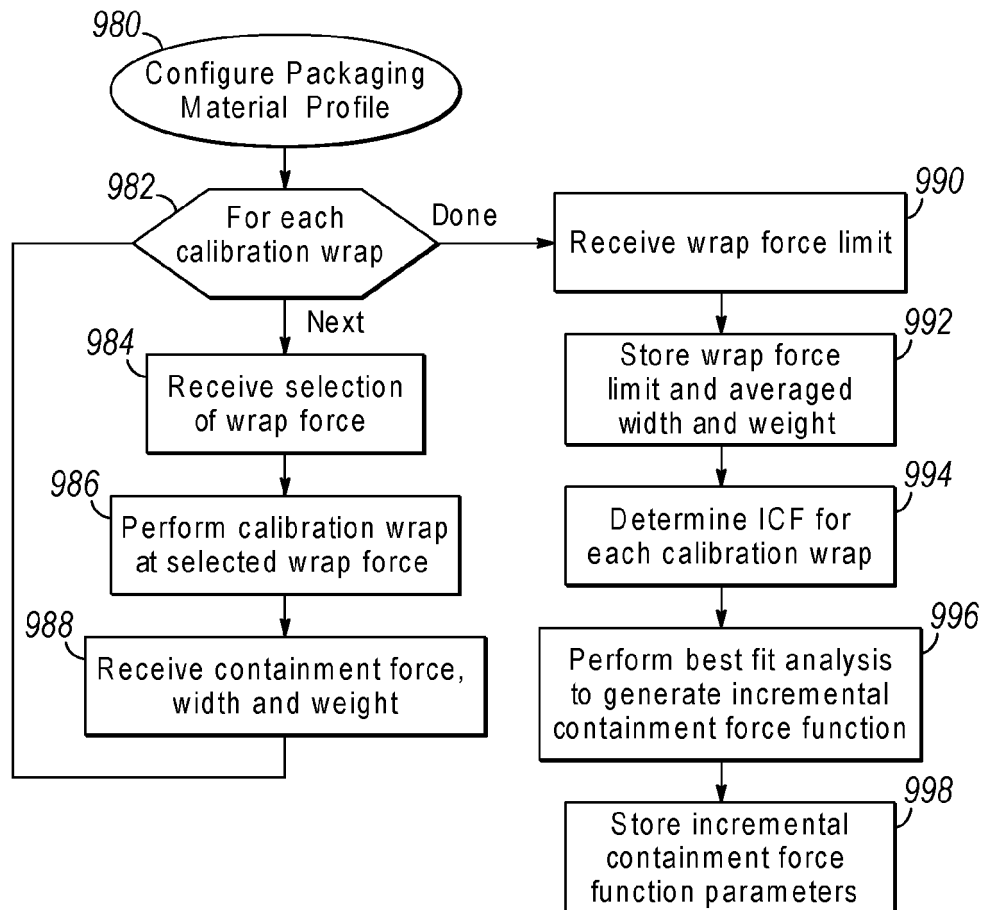 980
Configure Packaging
Material Profile
982
For each
calibration wrap
Done
Next
984
Receive selection
of wrap force
986
Perform calibration wrap
at selected wrap force
988
Receive containment force,
width and weight
990
Receive wrap force limit
992
Store wrap force
limit and averaged
width and weight
994
Determine ICF for
each calibration wrap
996
Perform best fit analysis
to generate incremental
containment force function
998
Store incremental
containment force
function parameters